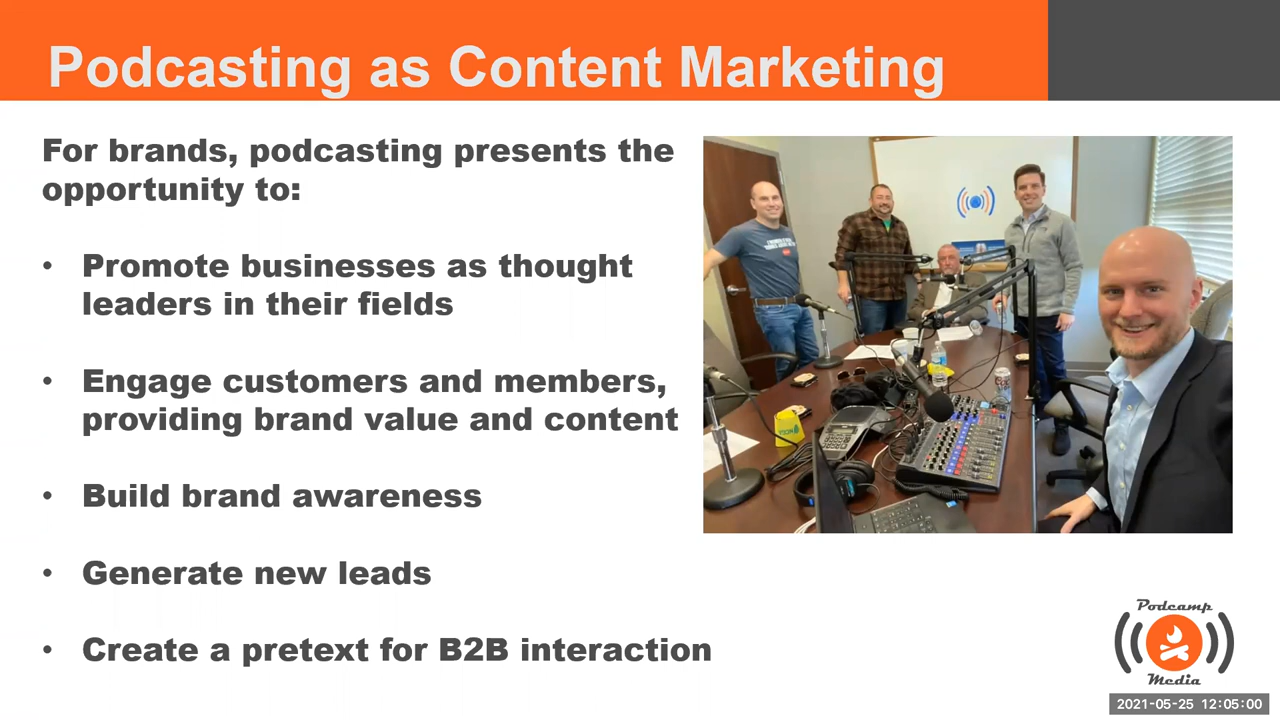 Podcasting as Content Marketing
For brands, podcasting presents the
opportunity to:
• Promote businesses as thought
leaders in their fields
• Engage customers and members,
providing brand value and content
• Build brand awareness
• Generate new leads
• Create a pretext for B2B interaction
Podcamp
Media
2021-05-25 12:05:00